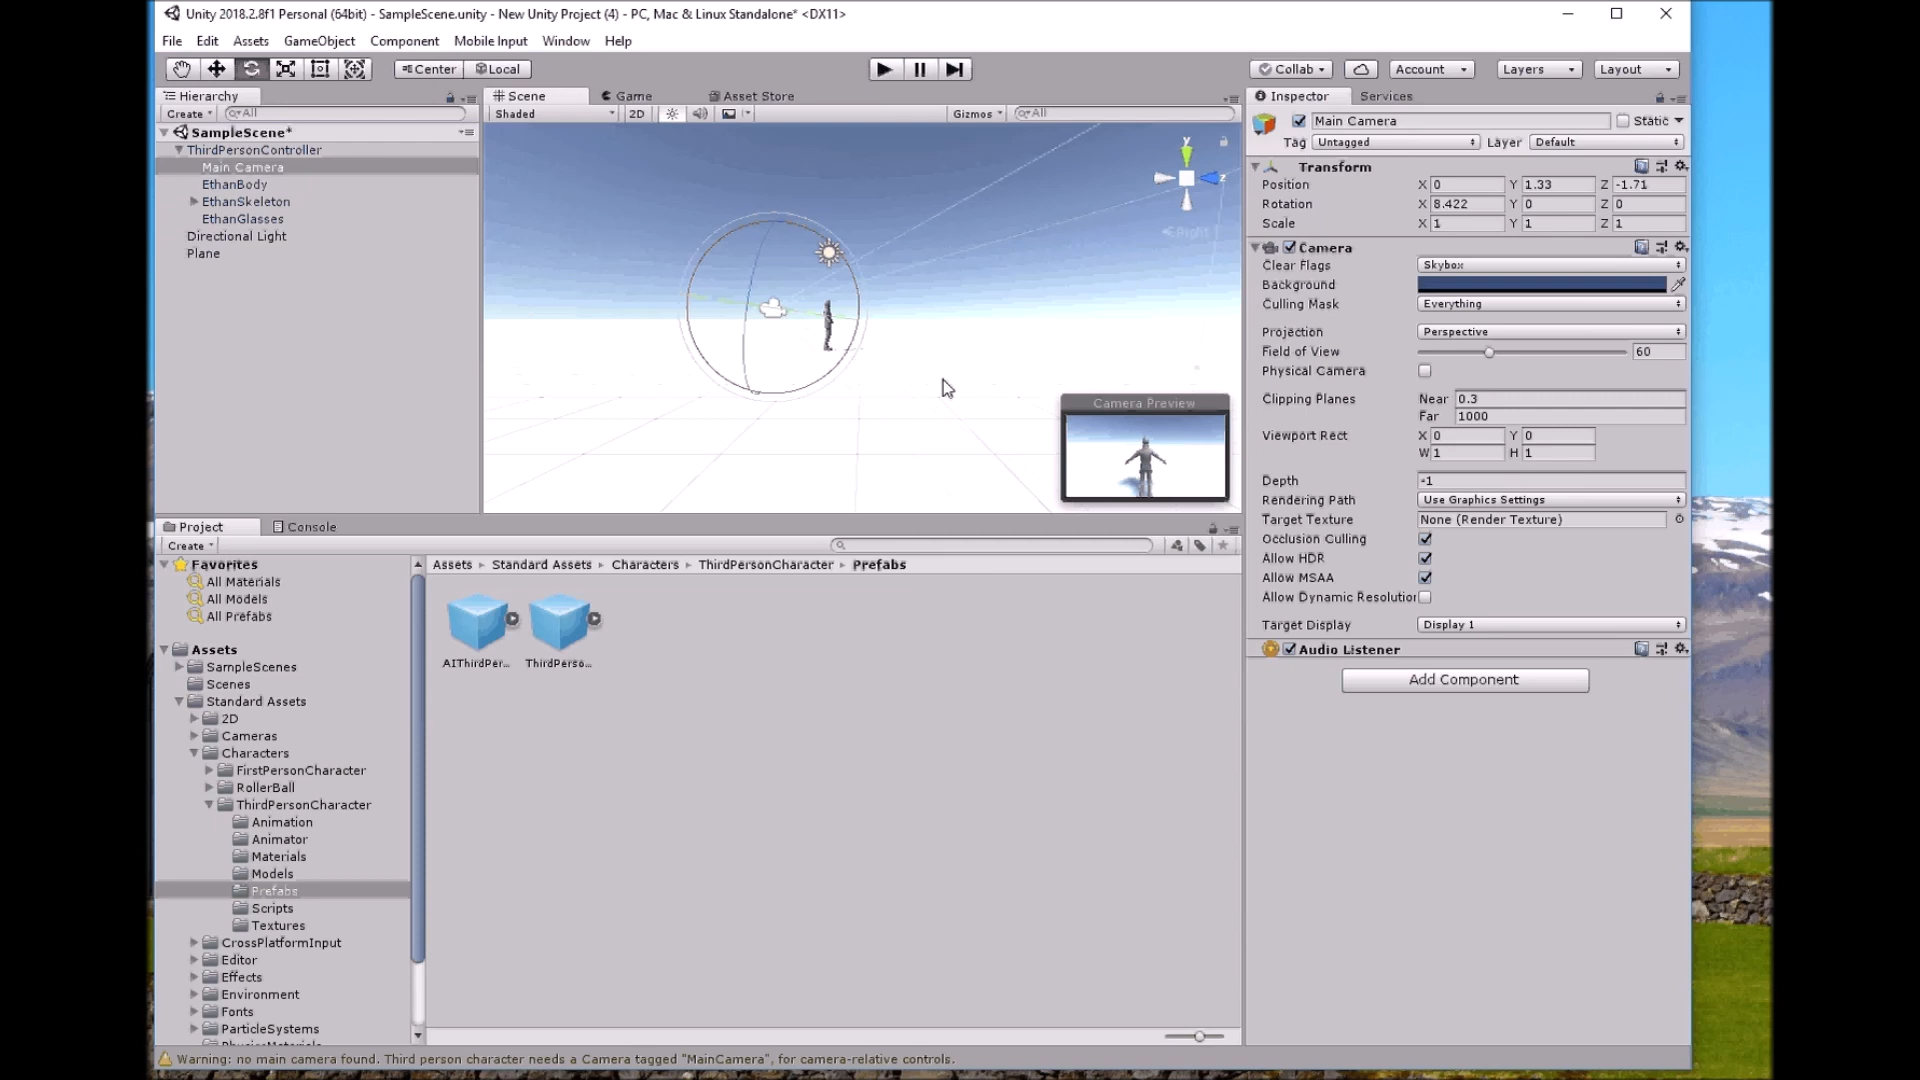 Unity 2018.2.8f1 Personal (64bit) - SampleScene.unity - New Unity Project (4) - PC, Mac & Linux Standalone* <DX11>
File Edit Assets GameObject Component Mobile Input Window Help
Center Local Collab Account Layers Layout
Hierarchy
Create All
SampleScene*
ThirdPersonController
Main Camera
EthanBody
EthanSkeleton
EthanGlasses
Directional Light
Plane
Scene Game Asset Store
Shaded 2D Gizmos All
y
z
Camera Preview
Inspector Services
Main Camera Static
Tag Untagged Layer Default
Transform
Position X 0 Y 1.33 Z -1.71
Rotation X 8.422 Y 0 Z 0
Scale X 1 Y 1 Z 1
Camera
Clear Flags Skybox
Background
Culling Mask Everything
Projection Perspective
Field of View 60
Physical Camera
Clipping Planes Near 0.3
Far 1000
Viewport Rect X 0 Y 0
W 1 H 1
Depth -1
Rendering Path Use Graphics Settings
Target Texture None (Render Texture)
Occlusion Culling
Allow HDR
Allow MSAA
Allow Dynamic Resolution
Target Display Display 1
Audio Listener
Add Component
Project Console
Create
Favorites
All Materials
All Models
All Prefabs
Assets
SampleScenes
Scenes
Standard Assets
2D
Cameras
Characters
FirstPersonCharacter
RollerBall
ThirdPersonCharacter
Animation
Animator
Materials
Models
Prefabs
Scripts
Textures
CrossPlatformInput
Editor
Effects
Environment
Fonts
ParticleSystems
Assets Standard Assets Characters ThirdPersonCharacter Prefabs
AIThirdPer... ThirdPerso...
Warning: no main camera found. Third person character needs a Camera tagged "MainCamera", for camera-relative controls.